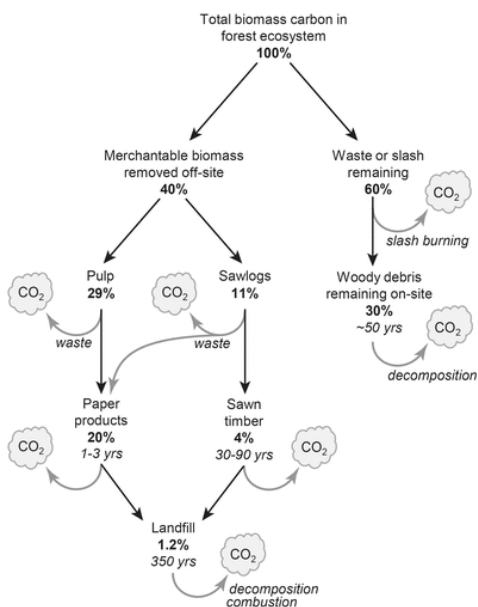 Total biomass carbon in
forest ecosystem
100%
Merchantable biomass
removed off-site
40%
Waste or slash
remaining
60%
CO2
slash burning
Pulp
29%
CO2
waste
Sawlogs
11%
CO2
waste
Woody debris
remaining on-site
30%
~50 yrs
CO2
decomposition
Paper
products
20%
1-3 yrs
CO2
Sawn
timber
4%
30-90 yrs
CO2
Landfill
1.2%
350 yrs
CO2
decomposition
combustion